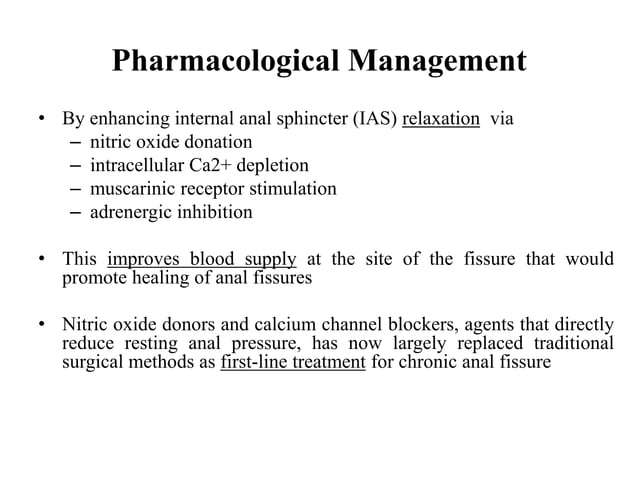 Pharmacological Management
• By enhancing internal anal sphincter (IAS) relaxation via
– nitric oxide donation
– intracellular Ca2+ depletion
– muscarinic receptor stimulation
– adrenergic inhibition
• This improves blood supply at the site of the fissure that would
promote healing of anal fissures
• Nitric oxide donors and calcium channel blockers, agents that directly
reduce resting anal pressure, has now largely replaced traditional
surgical methods as first-line treatment for chronic anal fissure